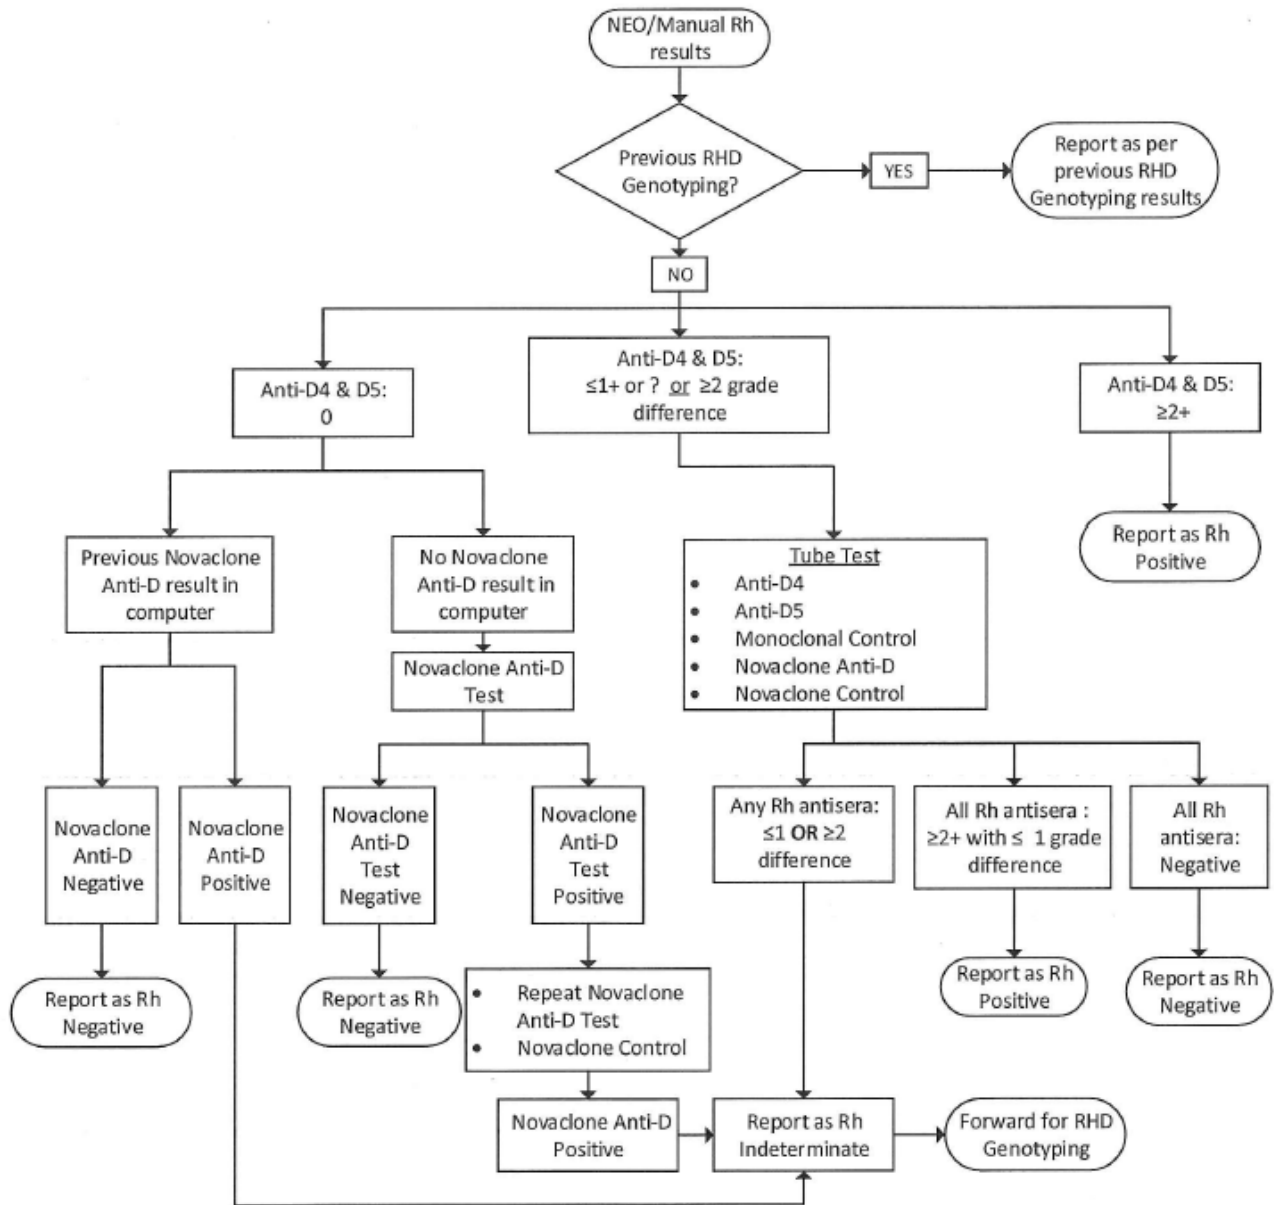 NEO/Manual Rh
results
Previous RHD
Genotyping?
YES
Report as per
previous RHD
Genotyping results
NO
Anti-D4 & D5:
0
Anti-D4 & D5:
≤1+ or ? or ≥2 grade
difference
Anti-D4 & D5:
≥2+
Report as Rh
Positive
Previous Novaclone
Anti-D result in
computer
No Novaclone
Anti-D result in
computer
Novaclone Anti-D
Test
Tube Test
• Anti-D4
• Anti-D5
• Monoclonal Control
• Novaclone Anti-D
• Novaclone Control
Novaclone
Anti-D
Negative
Novaclone
Anti-D
Positive
Novaclone
Anti-D
Test
Negative
Novaclone
Anti-D
Test
Positive
Any Rh antisera:
≤1 OR ≥2
difference
All Rh antisera :
≥2+ with ≤ 1 grade
difference
All Rh
antisera:
Negative
Report as Rh
Negative
Report as Rh
Negative
• Repeat Novaclone
Anti-D Test
• Novaclone Control
Report as Rh
Positive
Report as Rh
Negative
Novaclone Anti-D
Positive
Report as Rh
Indeterminate
Forward for RHD
Genotyping